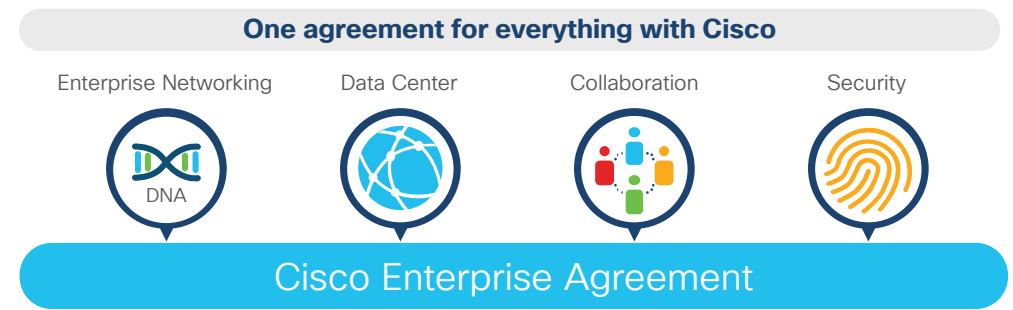 One agreement for everything with Cisco
Enterprise Networking
Data Center
Collaboration
Security
DNA
Cisco Enterprise Agreement